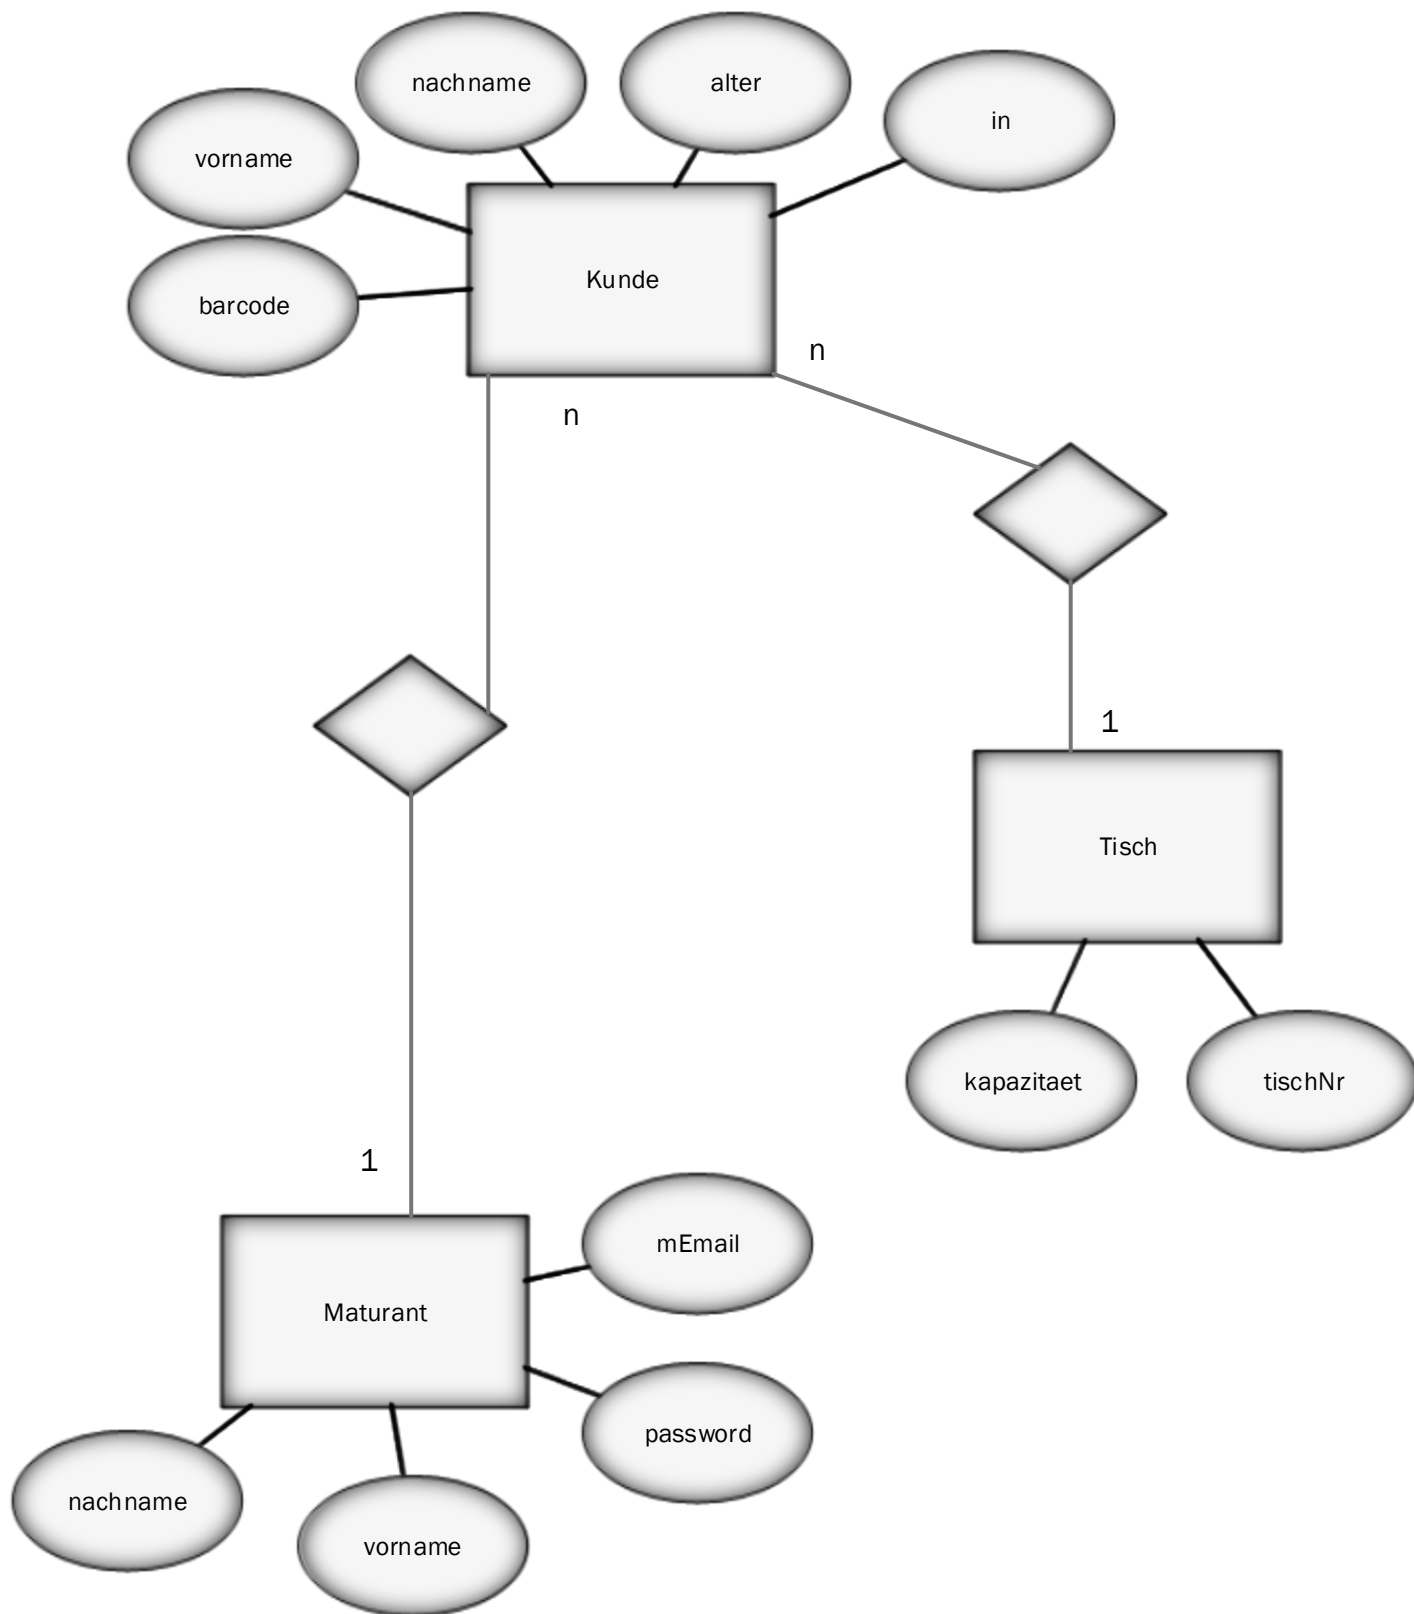 nachname
alter
in
vorname
barcode
Kunde
n
n
1
Tisch
kapazitaet
tischNr
1
mEmail
Maturant
password
nachname
vorname